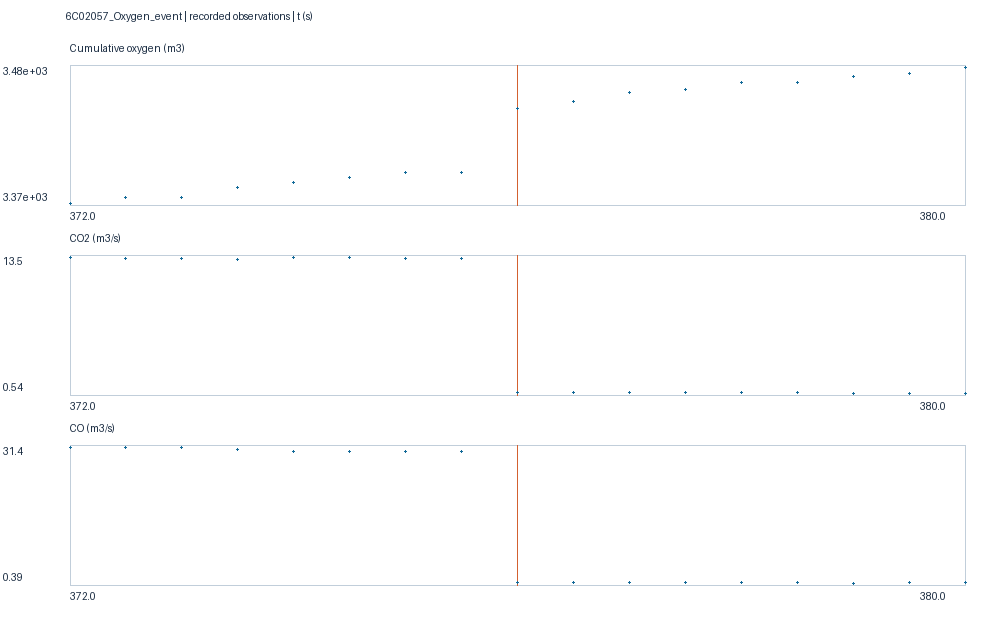 6C02057_Oxygen_event | recorded observations | t (s)
Cumulative oxygen (m3)
3.48e+03
3.37e+03
372.0 380.0
CO2 (m3/s)
13.5
0.54
372.0 380.0
CO (m3/s)
31.4
0.39
372.0 380.0